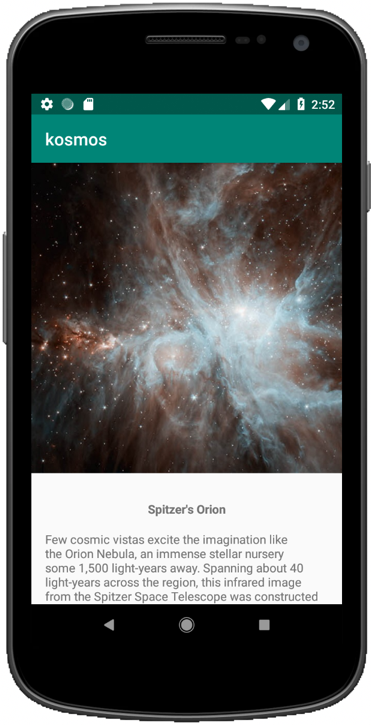 2:52
kosmos
Spitzer's Orion
Few cosmic vistas excite the imagination like
the Orion Nebula, an immense stellar nursery
some 1,500 light-years away. Spanning about 40
light-years across the region, this infrared image
from the Spitzer Space Telescope was constructed